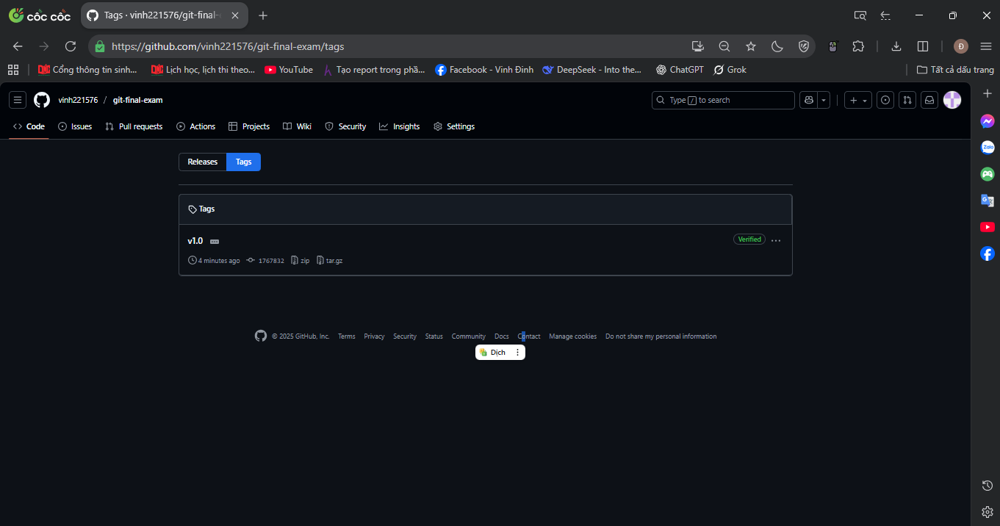 cốc cốc
Tags · vinh221576/git-final-
https://github.com/vinh221576/git-final-exam/tags
Đ
Cổng thông tin sinh...
Lịch học, lịch thi theo...
YouTube
Tạo report trong phầ...
Facebook - Vinh Đinh
DeepSeek - Into the...
ChatGPT
Grok
Tất cả dấu trang
vinh221576 / git-final-exam
Type / to search
Code
Issues
Pull requests
Actions
Projects
Wiki
Security
Insights
Settings
Zalo
Releases
Tags
Tags
v1.0
Verified
4 minutes ago
1767832
zip
tar.gz
© 2025 GitHub, Inc.
Terms
Privacy
Security
Status
Community
Docs
Contact
Manage cookies
Do not share my personal information
Dịch